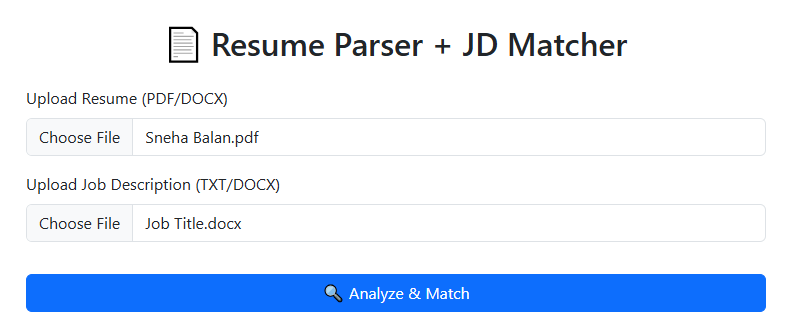 Resume Parser + JD Matcher
Upload Resume (PDF/DOCX)
Choose File Sneha Balan.pdf
Upload Job Description (TXT/DOCX)
Choose File Job Title.docx
Analyze & Match